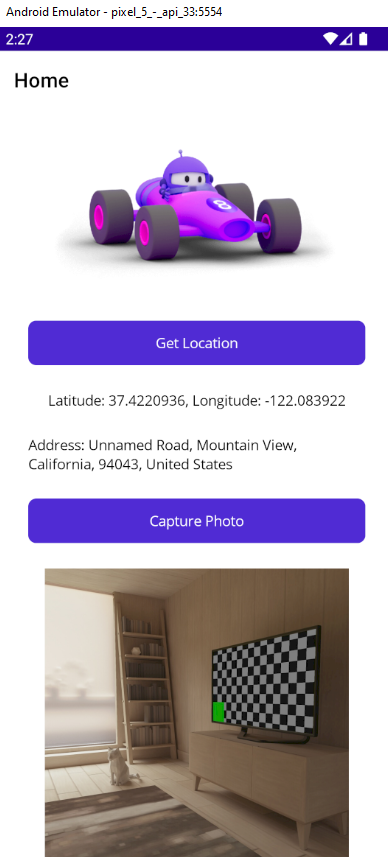 Android Emulator - pixel_5_-_api_33:5554
2:27
Home
8
Get Location
Latitude: 37.4220936, Longitude: -122.083922
Address: Unnamed Road, Mountain View,
California, 94043, United States
Capture Photo